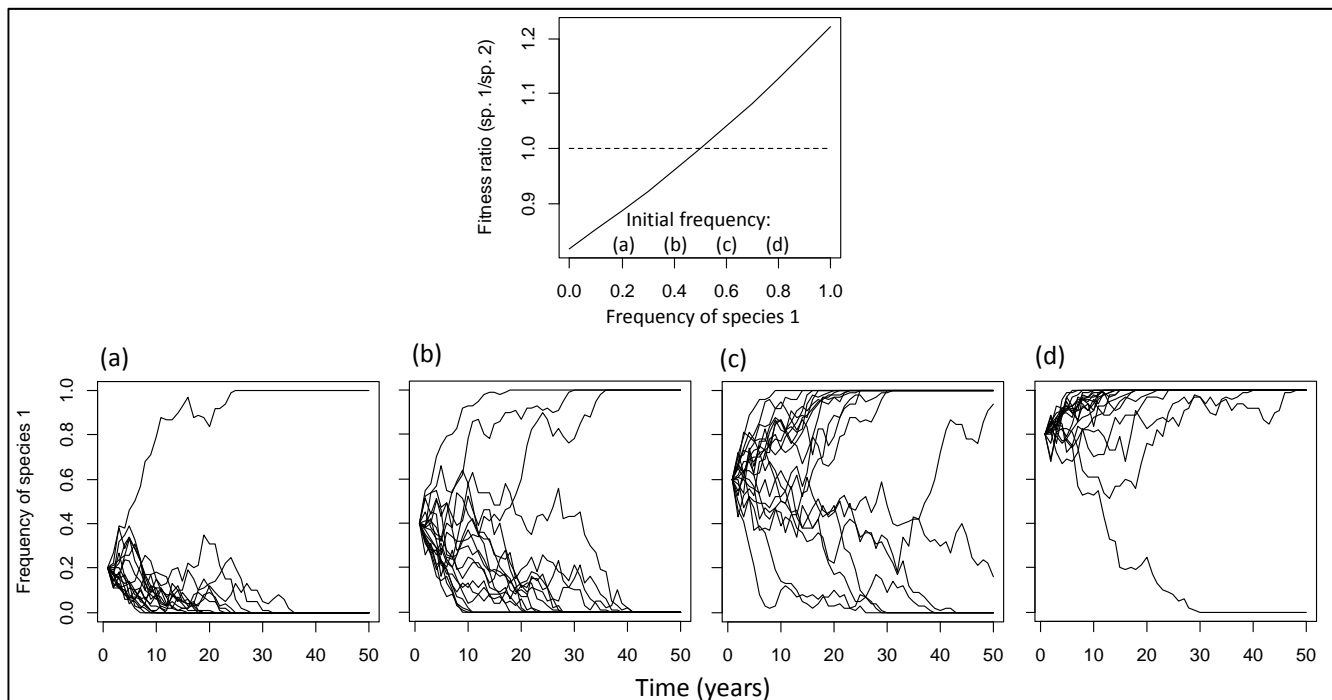 Fitness ratio (sp. 1/sp. 2)
1.2
1.1
1.0
0.9
Initial frequency:
(a) (b) (c) (d)
0.0 0.2 0.4 0.6 0.8 1.0
Frequency of species 1
(a) (b) (c) (d)
Frequency of species 1
1.0
0.8
0.6
0.4
0.2
0.0
0 10 20 30 40 50 0 10 20 30 40 50 0 10 20 30 40 50 0 10 20 30 40 50
Time (years)